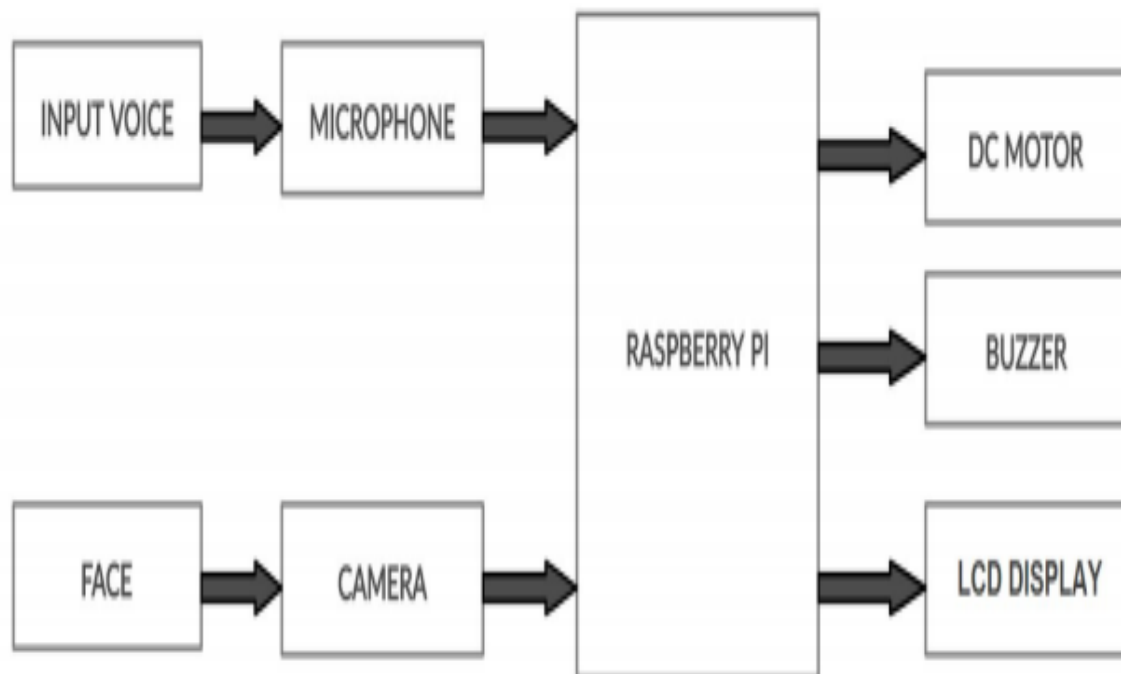 INPUT VOICE
MICROPHONE
DC MOTOR
RASPBERRY PI
BUZZER
FACE
CAMERA
LCD DISPLAY